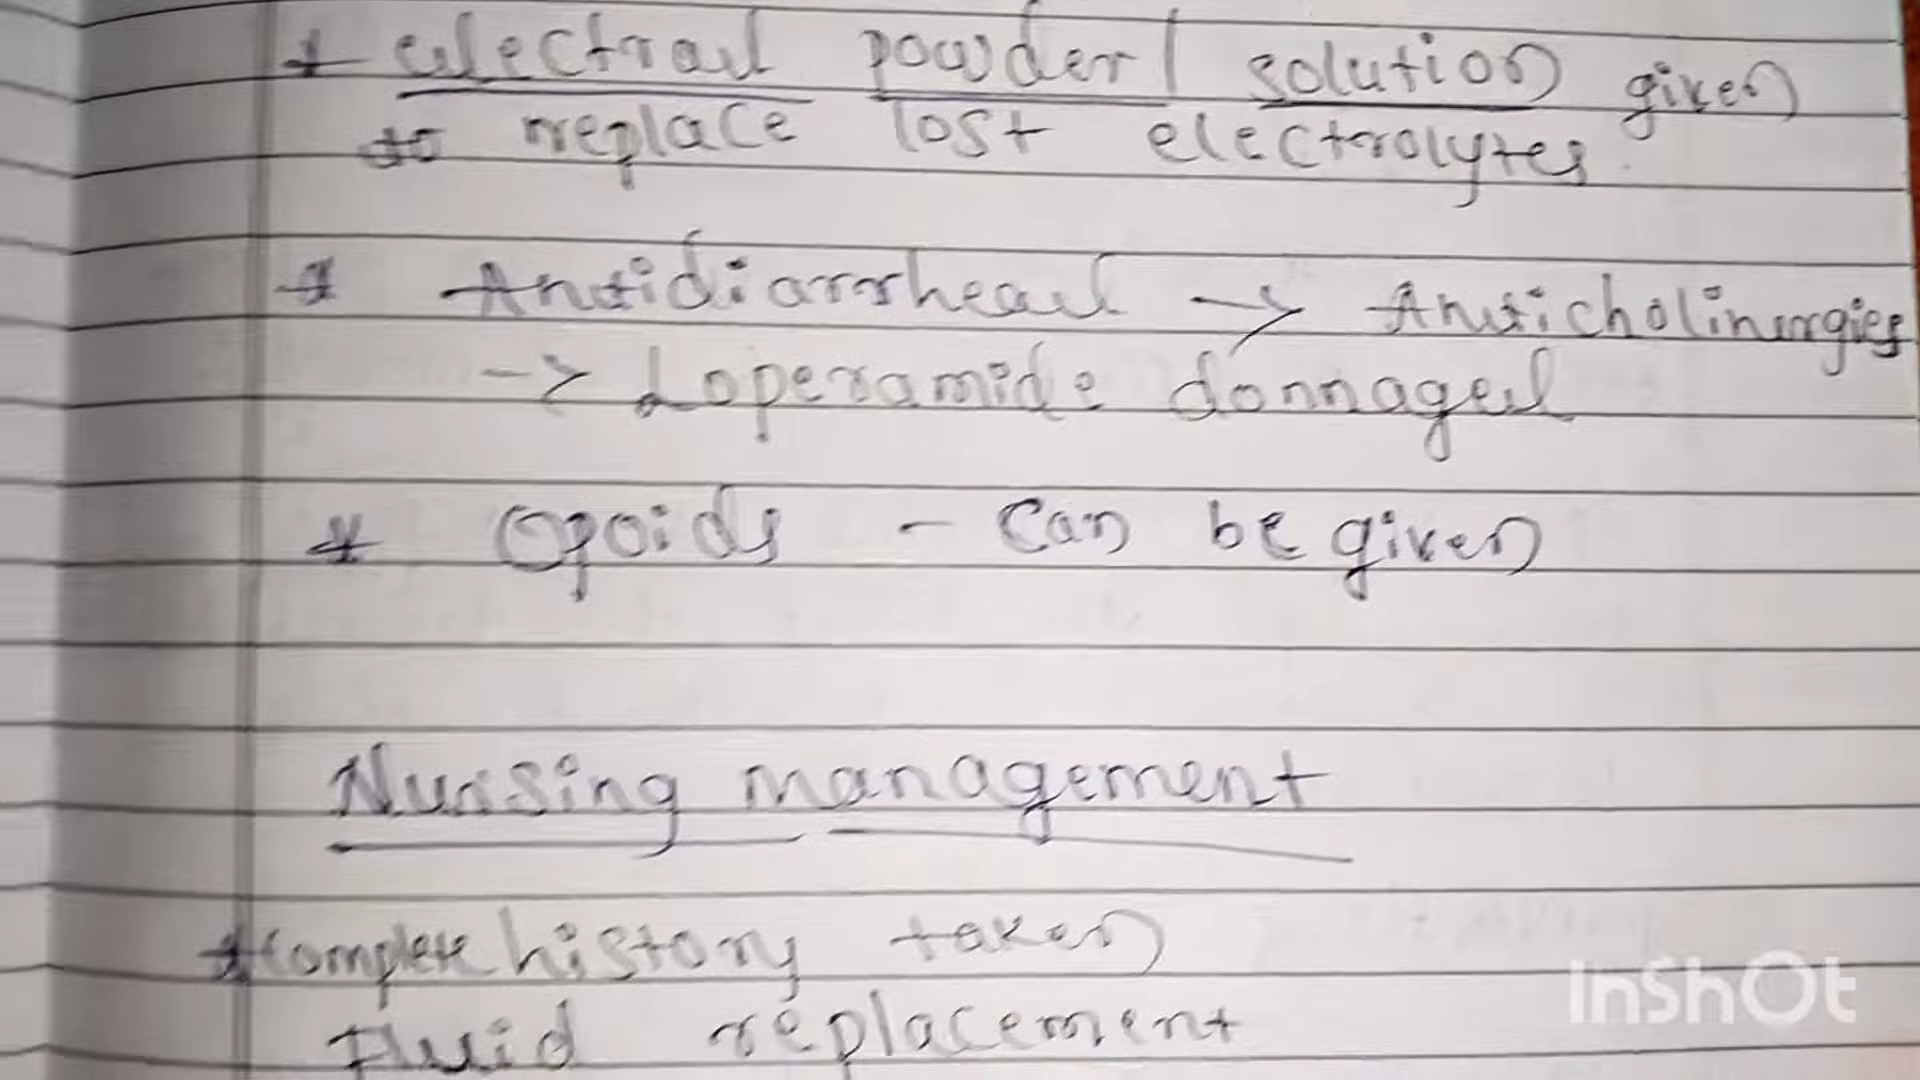 * electral powder / solution given
to replace lost electrolytes.
* Antidiarrheal -> Anticholinergies
-> Loperamide donnagel
* Opoids - Can be given
Nursing management
* Complete history taken
Fluid replacement
InShOt